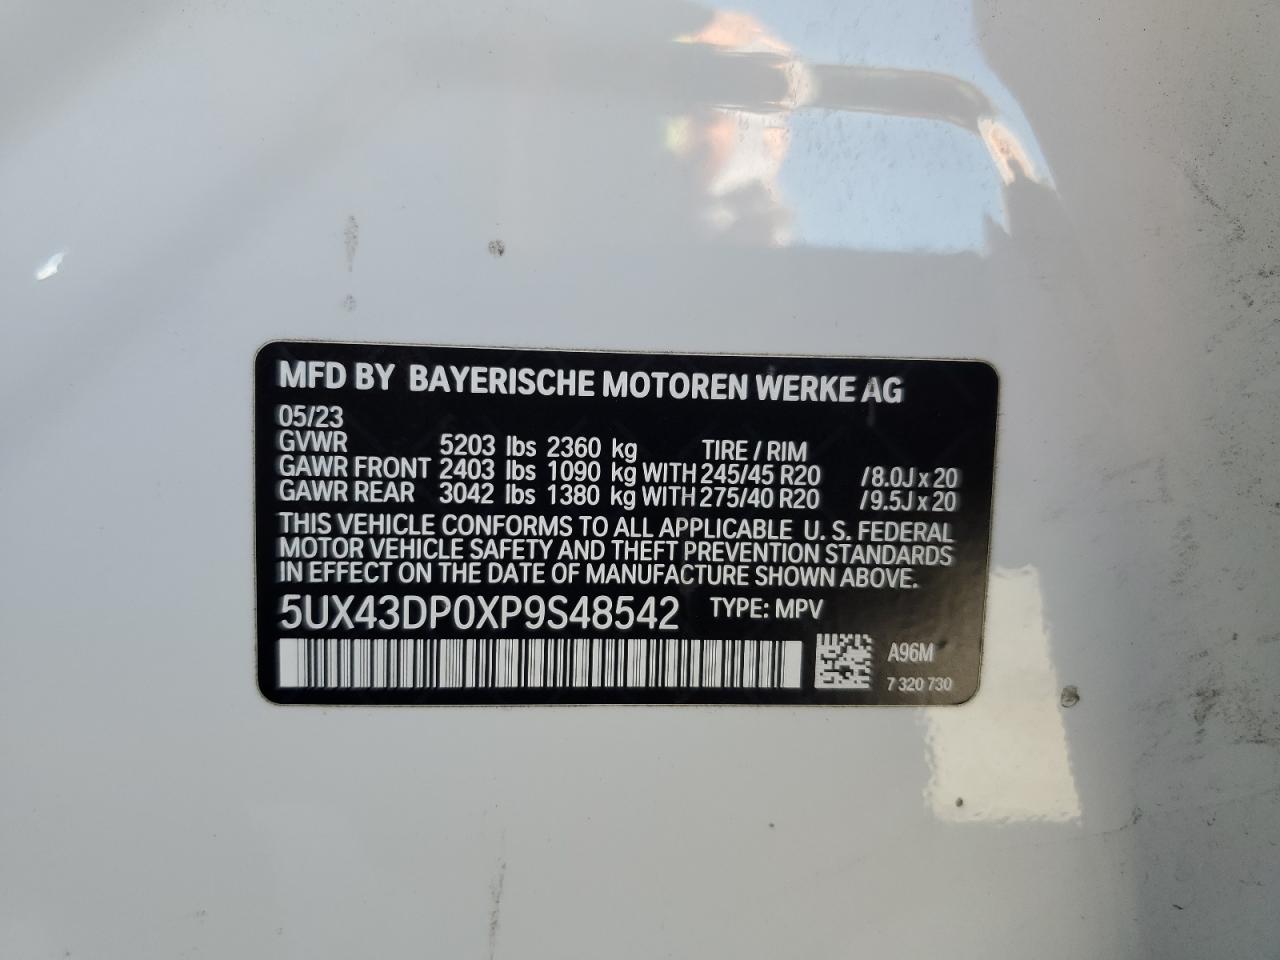 MFD BY BAYERISCHE MOTOREN WERKE AG
05/23
GVWR 5203 lbs 2360 kg TIRE / RIM
GAWR FRONT 2403 lbs 1090 kg WITH 245/45 R20 /8.0J x 20
GAWR REAR 3042 lbs 1380 kg WITH 275/40 R20 /9.5J x 20
THIS VEHICLE CONFORMS TO ALL APPLICABLE U. S. FEDERAL
MOTOR VEHICLE SAFETY AND THEFT PREVENTION STANDARDS
IN EFFECT ON THE DATE OF MANUFACTURE SHOWN ABOVE.
5UX43DP0XP9S48542 TYPE: MPV
A96M
7 320 730